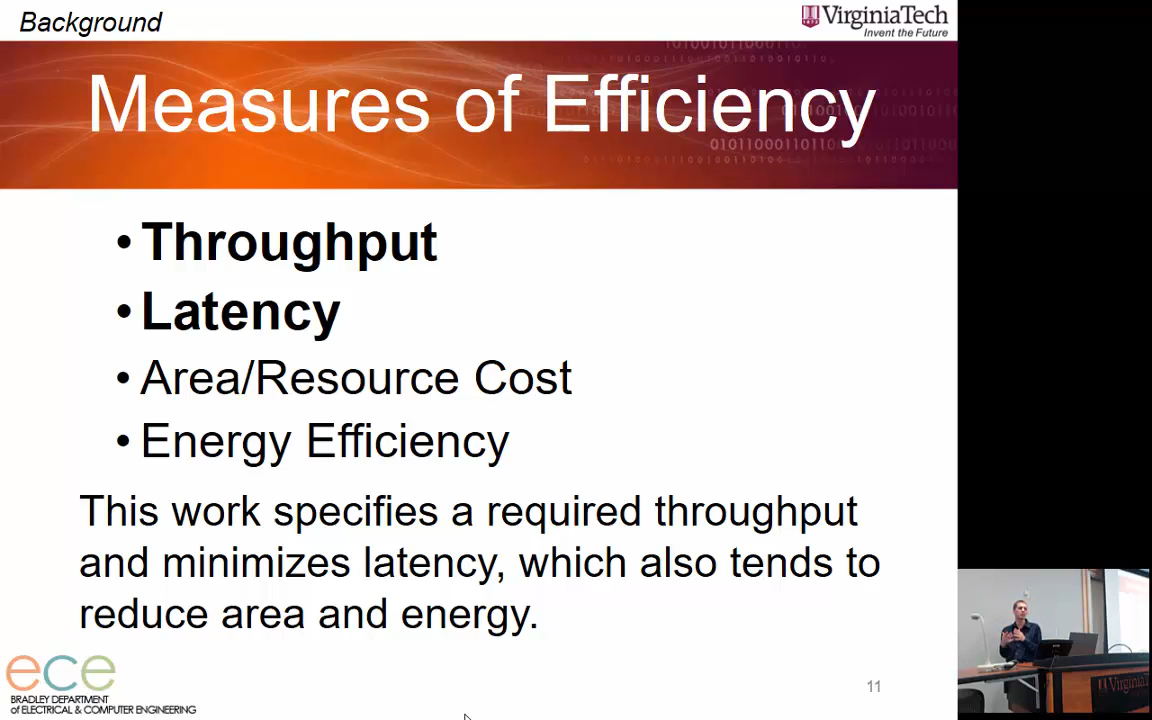 Background
VirginiaTech
Invent the Future
Measures of Efficiency
• Throughput
• Latency
• Area/Resource Cost
• Energy Efficiency
This work specifies a required throughput
and minimizes latency, which also tends to
reduce area and energy.
ece
BRADLEY DEPARTMENT
of ELECTRICAL & COMPUTER ENGINEERING
11
VirginiaTech